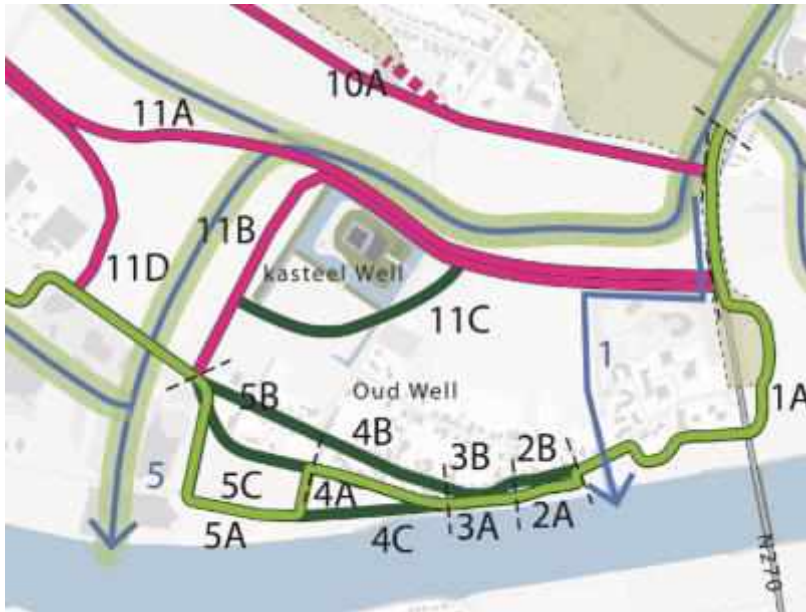 10A
11A
11B
11D
kasteel Well
11C
1
Oud Well
5B
1A
4B
3B
2B
5
5C
4A
5A
4C
3A
2A
N270